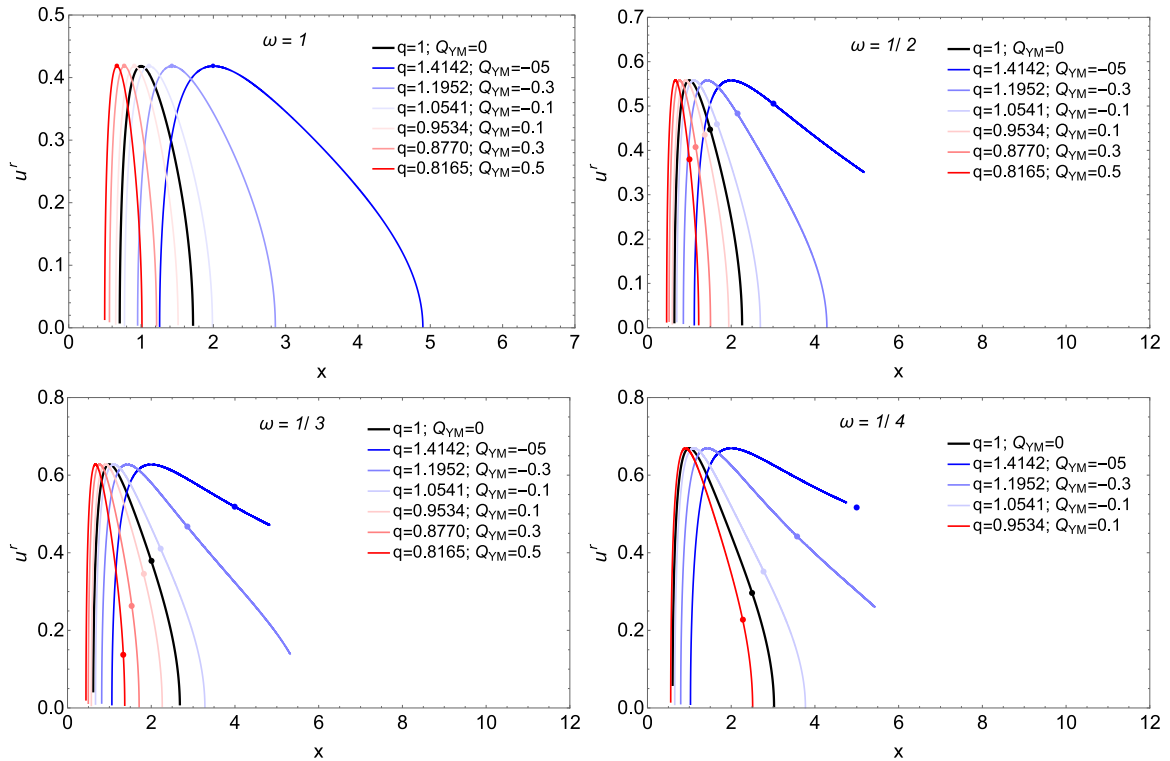 0.5
0.4
0.3
0.2
0.1
0.0
u^r
0 1 2 3 4 5 6 7
x
ω = 1
q=1; Q_YM=0
q=1.4142; Q_YM=−05
q=1.1952; Q_YM=−0.3
q=1.0541; Q_YM=−0.1
q=0.9534; Q_YM=0.1
q=0.8770; Q_YM=0.3
q=0.8165; Q_YM=0.5
0.7
0.6
0.5
0.4
0.3
0.2
0.1
0.0
u^r
0 2 4 6 8 10 12
x
ω = 1/ 2
q=1; Q_YM=0
q=1.4142; Q_YM=−05
q=1.1952; Q_YM=−0.3
q=1.0541; Q_YM=−0.1
q=0.9534; Q_YM=0.1
q=0.8770; Q_YM=0.3
q=0.8165; Q_YM=0.5
0.8
0.6
0.4
0.2
0.0
u^r
0 2 4 6 8 10 12
x
ω = 1/ 3
q=1; Q_YM=0
q=1.4142; Q_YM=−05
q=1.1952; Q_YM=−0.3
q=1.0541; Q_YM=−0.1
q=0.9534; Q_YM=0.1
q=0.8770; Q_YM=0.3
q=0.8165; Q_YM=0.5
0.8
0.6
0.4
0.2
0.0
u^r
0 2 4 6 8 10 12
x
ω = 1/ 4
q=1; Q_YM=0
q=1.4142; Q_YM=−05
q=1.1952; Q_YM=−0.3
q=1.0541; Q_YM=−0.1
q=0.9534; Q_YM=0.1